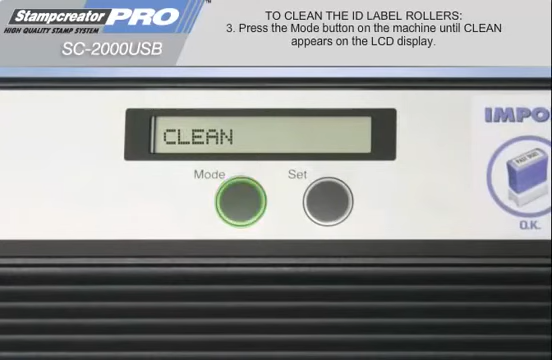 Stampcreator PRO
HIGH QUALITY STAMP SYSTEM
SC-2000USB
TO CLEAN THE ID LABEL ROLLERS:
3. Press the Mode button on the machine until CLEAN
appears on the LCD display.
CLEAN
Mode
Set
IMPO
O.K.